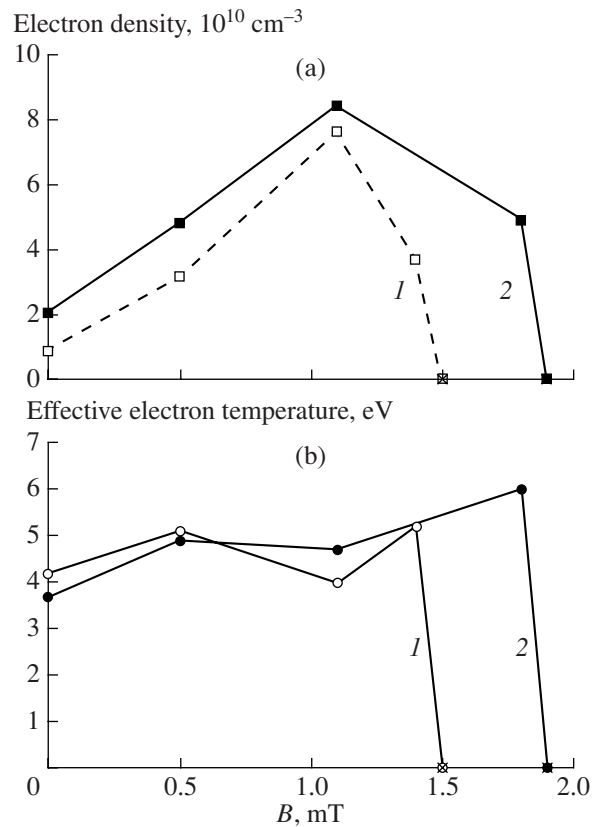 Electron density, 10¹⁰ cm⁻³
10
(a)
8
6
4
1 2
2
0
Effective electron temperature, eV
7
(b)
6
5
4
3
1 2
2
1
0 0.5 1.0 1.5 2.0
B, mT